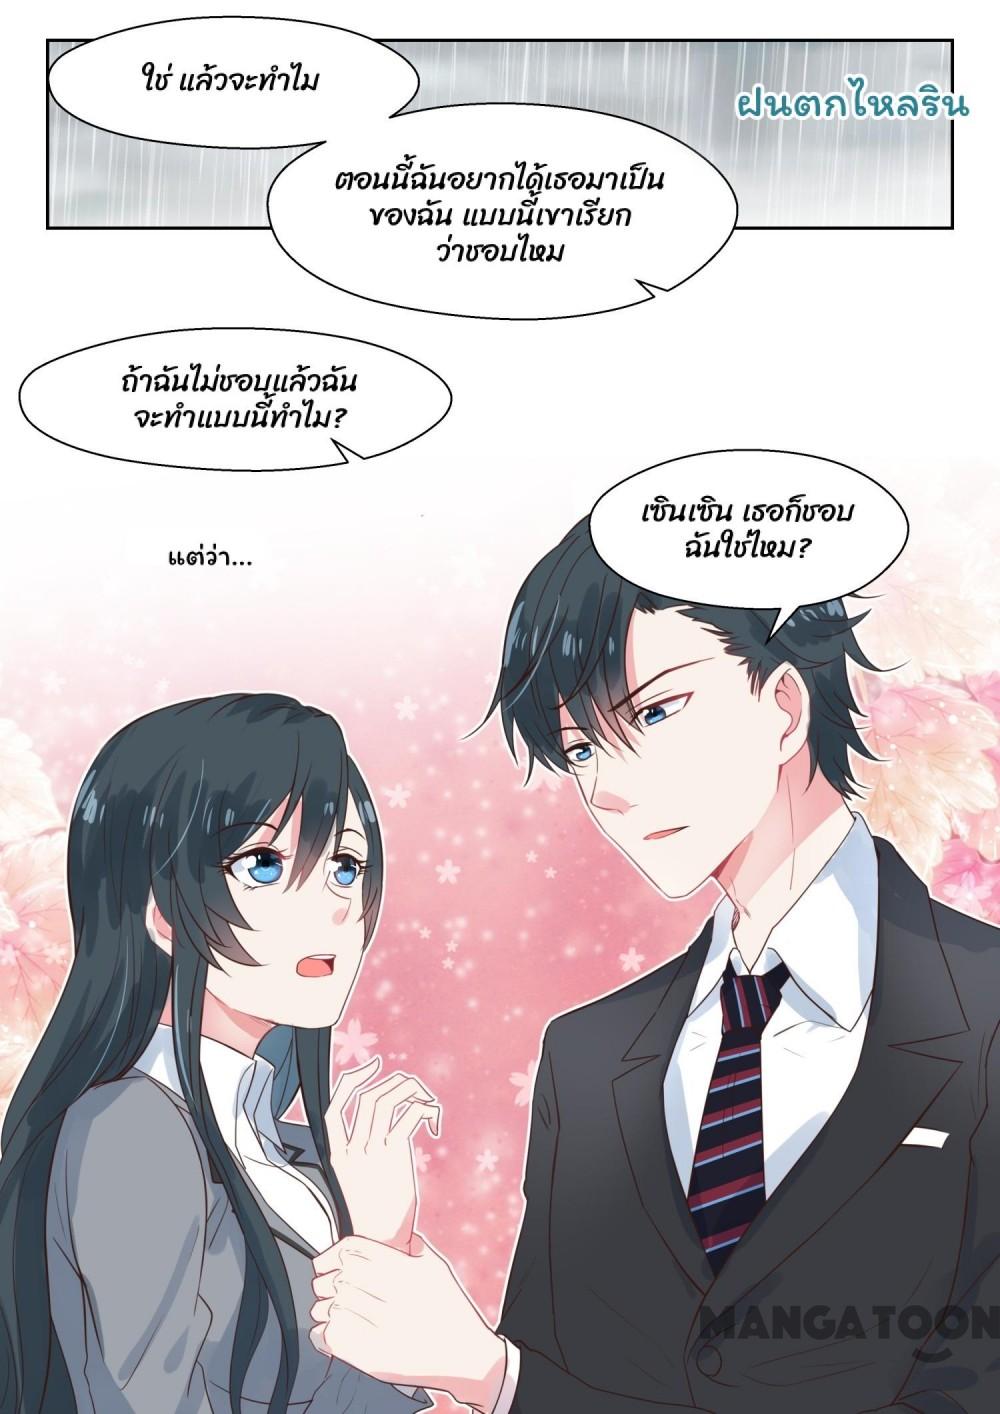 ใช่ แล้วจะทำไม
ฝนตกไหลริน
ตอนนี้ฉันอยากได้เธอมาเป็น
ของฉัน แบบนี้เขาเรียก
ว่าชอบไหม
ถ้าฉันไม่ชอบแล้วฉัน
จะทำแบบนี้ทำไม?
เซินเซิน เธอก็ชอบ
ฉันใช่ไหม?
แต่ว่า...
MANGATOON